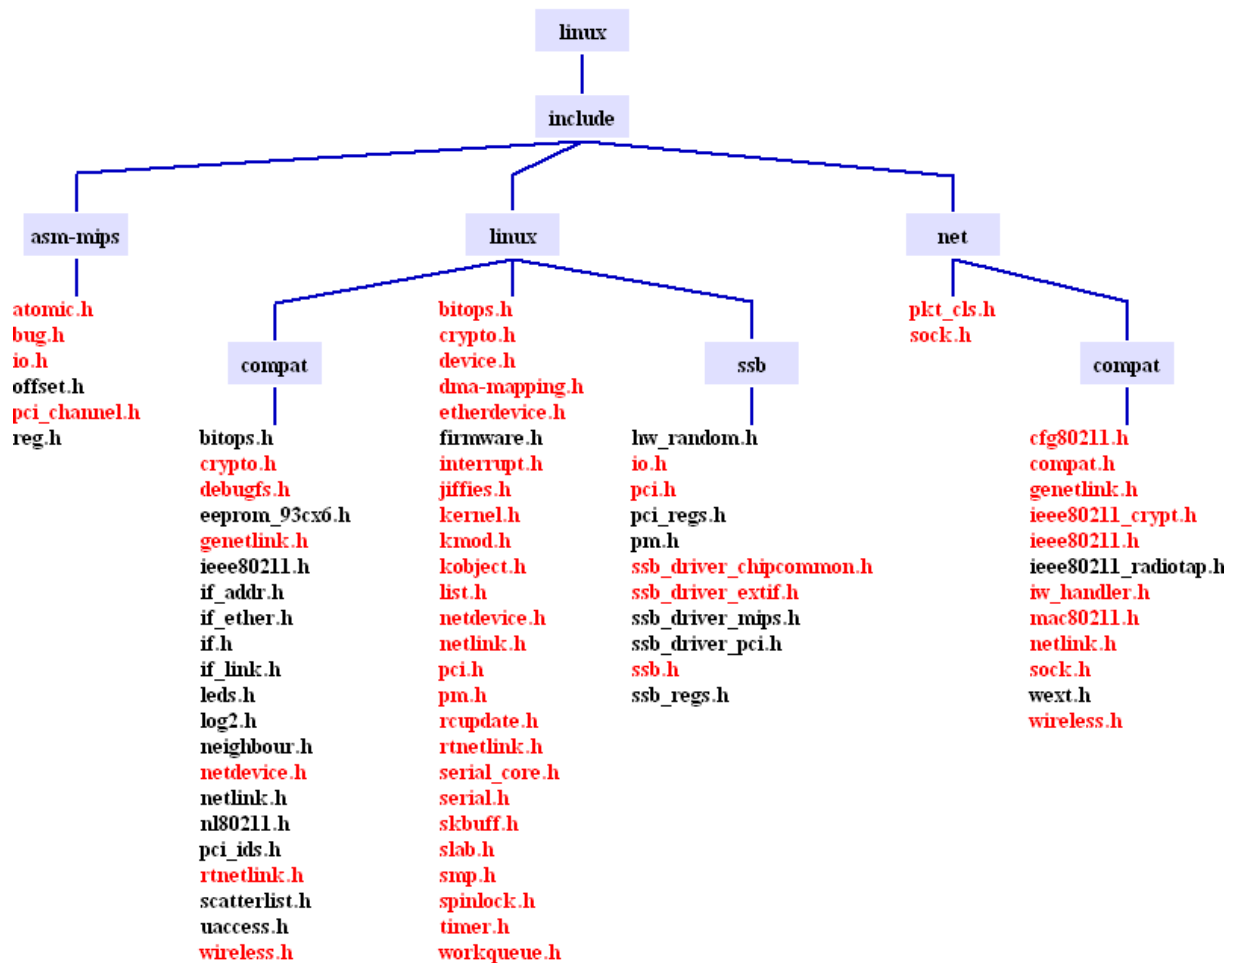 linux
include
asm-mips
linux
net
atomic.h
bug.h
io.h
offset.h
pci_channel.h
reg.h
compat
bitops.h
crypto.h
debugfs.h
eeprom_93cx6.h
genetlink.h
ieee80211.h
if_addr.h
if_ether.h
if.h
if_link.h
leds.h
log2.h
neighbour.h
netdevice.h
netlink.h
nl80211.h
pci_ids.h
rtnetlink.h
scatterlist.h
uaccess.h
wireless.h
bitops.h
crypto.h
device.h
dma-mapping.h
etherdevice.h
firmware.h
interrupt.h
jiffies.h
kernel.h
kmod.h
kobject.h
list.h
netdevice.h
netlink.h
pci.h
pm.h
rcupdate.h
rtnetlink.h
serial_core.h
serial.h
skbuff.h
slab.h
smp.h
spinlock.h
timer.h
workqueue.h
ssb
hw_random.h
io.h
pci.h
pci_regs.h
pm.h
ssb_driver_chipcommon.h
ssb_driver_extif.h
ssb_driver_mips.h
ssb_driver_pci.h
ssb.h
ssb_regs.h
pkt_cls.h
sock.h
compat
cfg80211.h
compat.h
genetlink.h
ieee80211_crypt.h
ieee80211.h
ieee80211_radiotap.h
iw_handler.h
mac80211.h
netlink.h
sock.h
wext.h
wireless.h